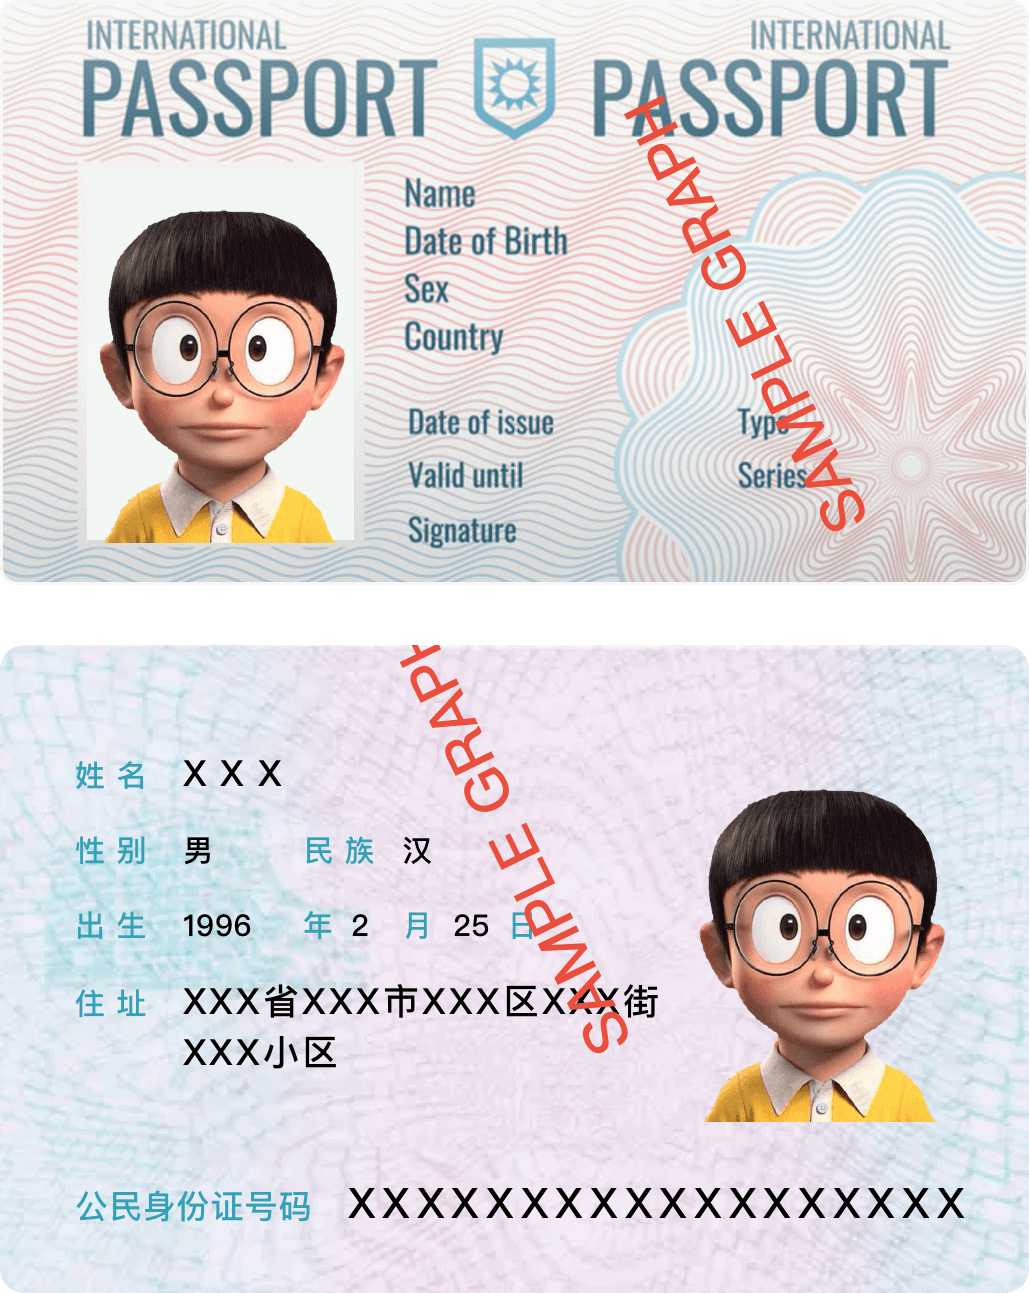 INTERNATIONAL INTERNATIONAL
PASSPORT PASSPORT
Name
Date of Birth
Sex
Country
Date of issue Type
Valid until Series
Signature
SAMPLE GRAPH
姓名 X X X
性别 男 民族 汉
出生 1996 年 2 月 25 日
住址 XXX省XXX市XXX区XXX街
XXX小区
公民身份证号码 XXXXXXXXXXXXXXXXXX
SAMPLE GRAPH